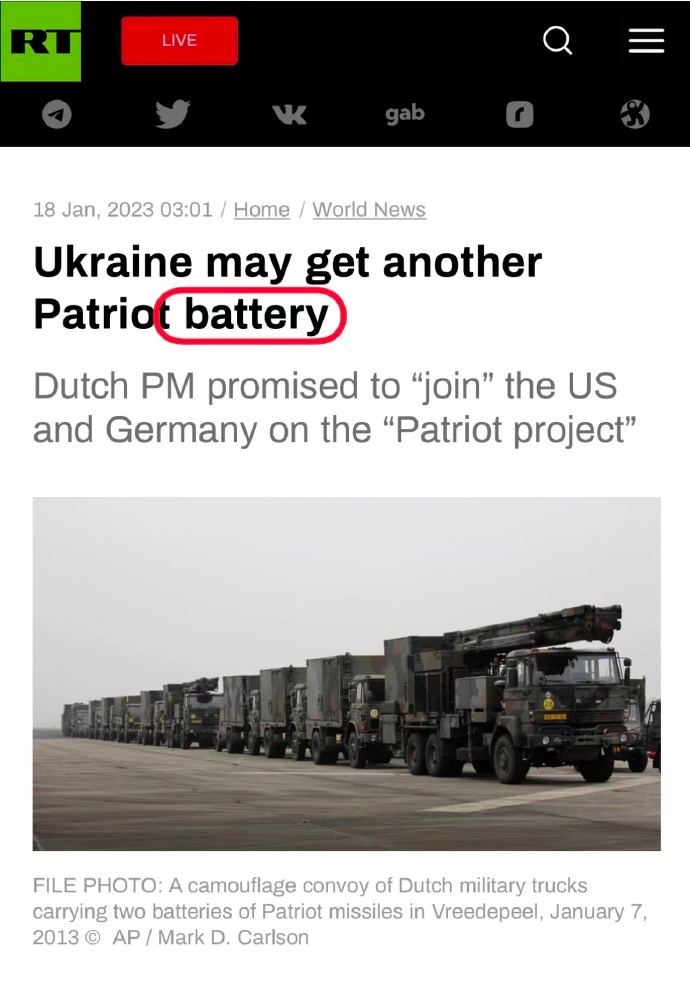 RT
LIVE
gab
18 Jan, 2023 03:01 / Home / World News
Ukraine may get another
Patriot battery
Dutch PM promised to “join” the US
and Germany on the “Patriot project”
FILE PHOTO: A camouflage convoy of Dutch military trucks
carrying two batteries of Patriot missiles in Vreedepeel, January 7,
2013 © AP / Mark D. Carlson